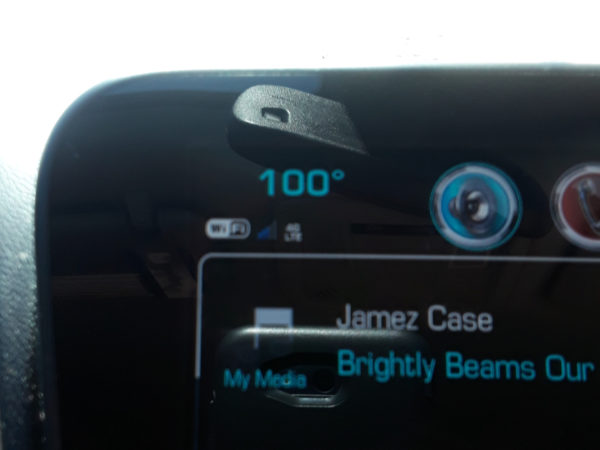 100°
WiFi 4G
LTE
Jamez Case
My Media
Brightly Beams Our